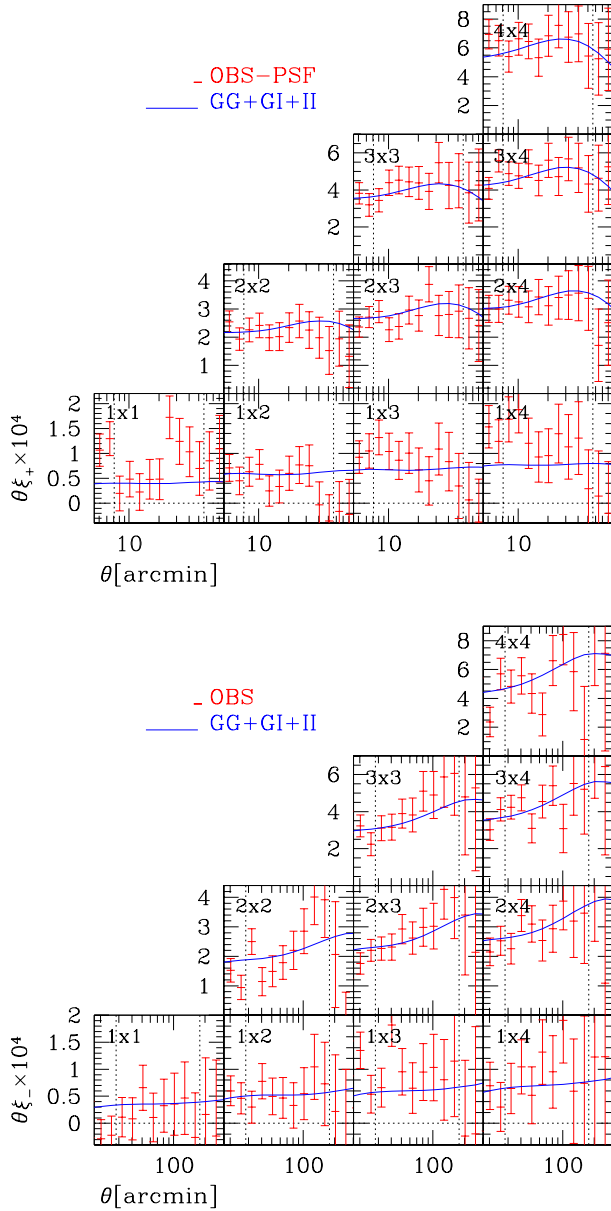 8
4x4
6
4
2
OBS-PSF
GG+GI+II
6
3x3
3x4
4
2
4
2x2
2x3
2x4
3
2
1
2
1x1
1x2
1x3
1x4
1.5
1
0.5
0
θξ₊×10⁴
10
10
10
10
θ[arcmin]
8
4x4
6
4
2
OBS
GG+GI+II
6
3x3
3x4
4
2
4
2x2
2x3
2x4
3
2
1
2
1x1
1x2
1x3
1x4
1.5
1
0.5
0
θξ₋×10⁴
100
100
100
100
θ[arcmin]